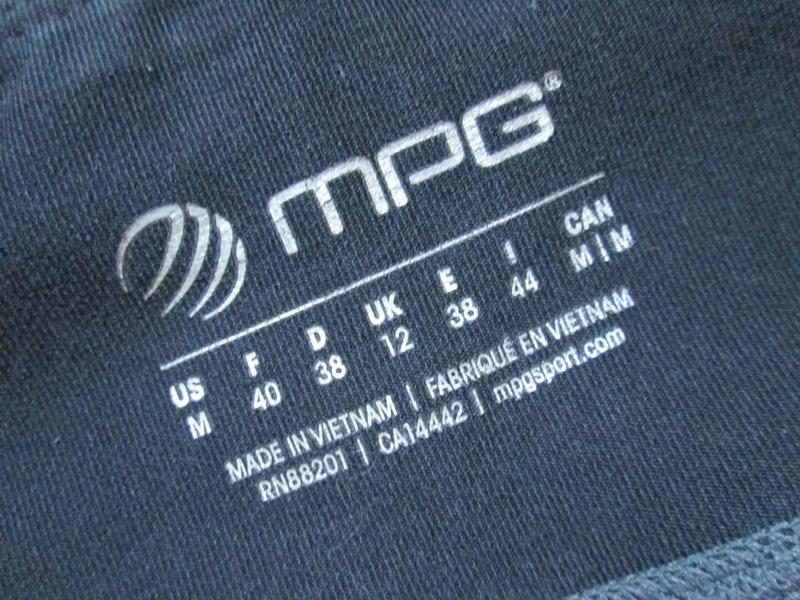 MPG®
US F D UK E I CAN
M 40 38 12 38 44 M | M
MADE IN VIETNAM | FABRIQUÉ EN VIETNAM
RN88201 | CA14442 | mpgsport.com